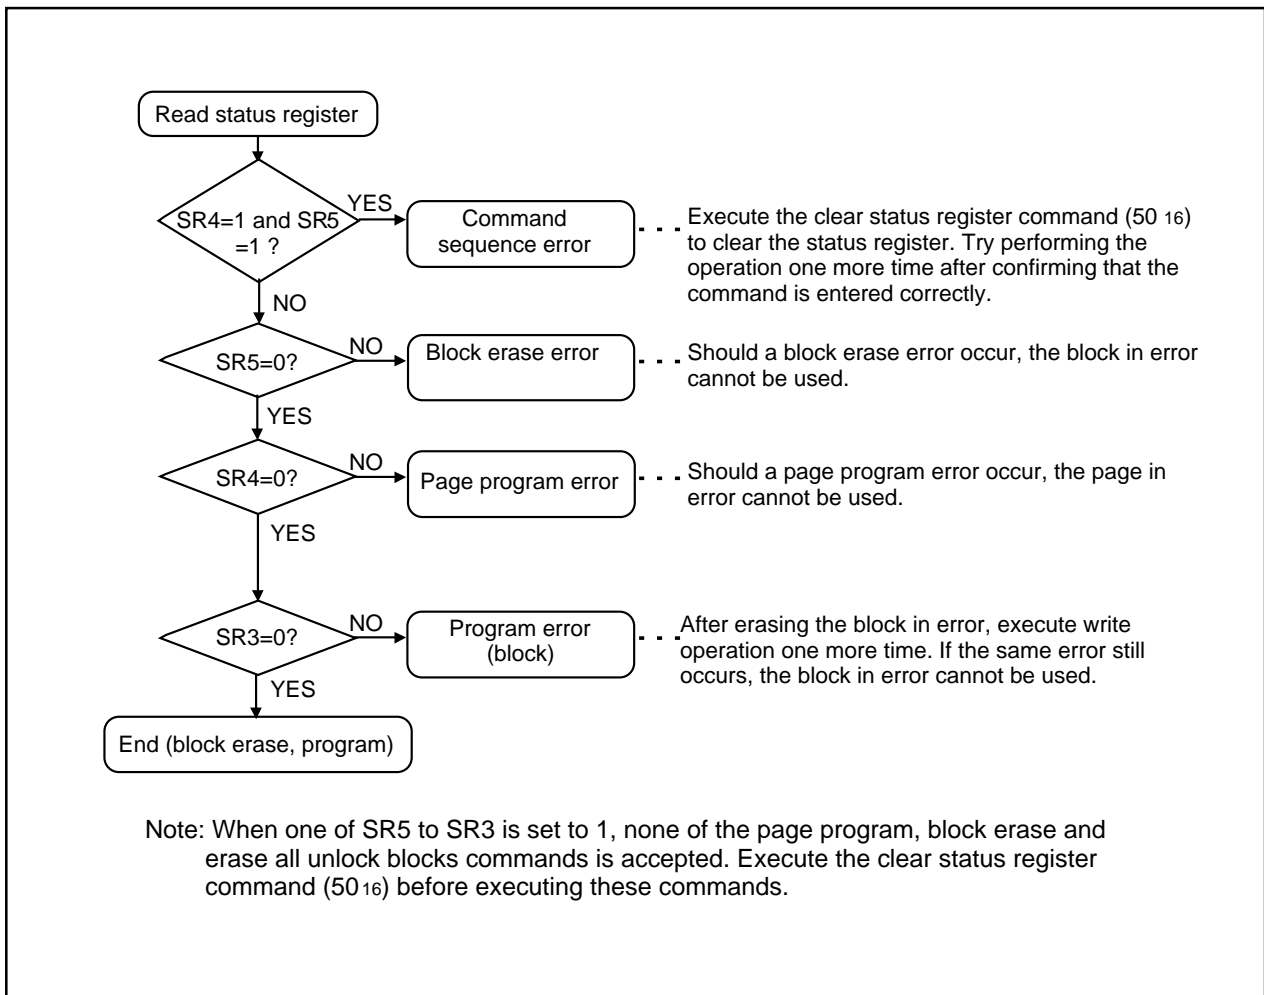 Read status register
SR4=1 and SR5
=1 ?
YES
Command
sequence error
Execute the clear status register command (50 16)
to clear the status register. Try performing the
operation one more time after confirming that the
command is entered correctly.
NO
SR5=0?
NO
Block erase error
Should a block erase error occur, the block in error
cannot be used.
YES
SR4=0?
NO
Page program error
Should a page program error occur, the page in
error cannot be used.
YES
SR3=0?
NO
Program error
(block)
After erasing the block in error, execute write
operation one more time. If the same error still
occurs, the block in error cannot be used.
YES
End (block erase, program)
Note: When one of SR5 to SR3 is set to 1, none of the page program, block erase and
erase all unlock blocks commands is accepted. Execute the clear status register
command (5016) before executing these commands.